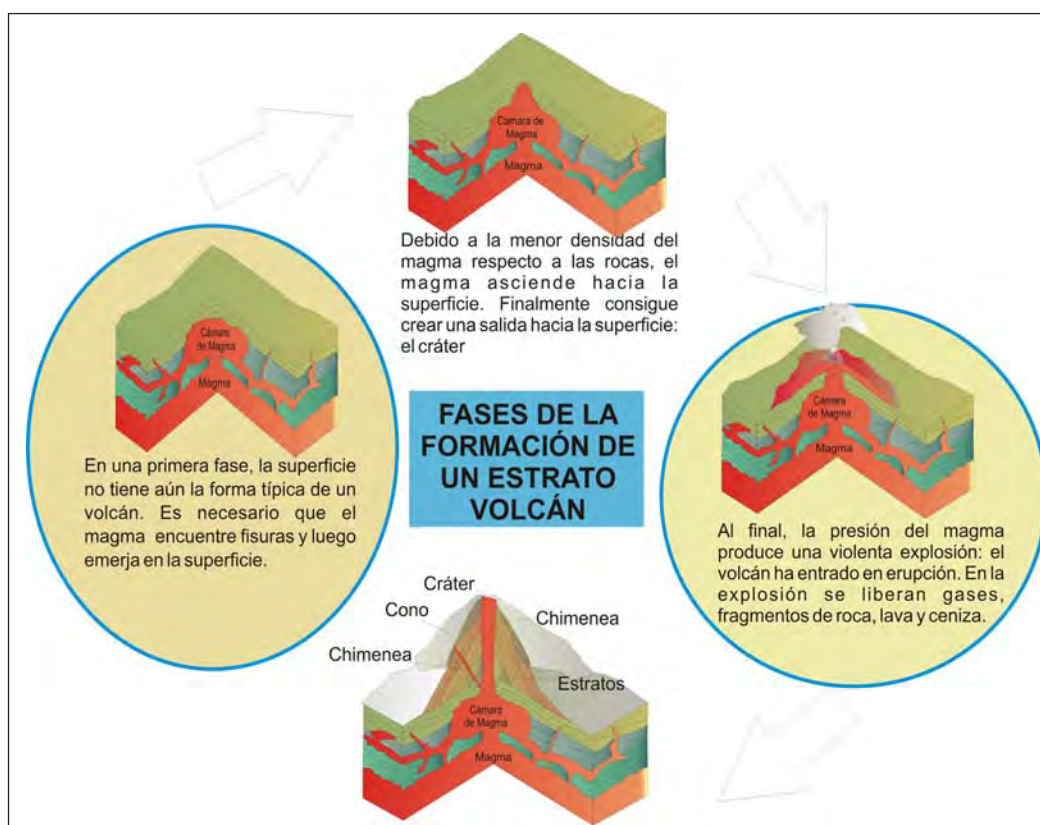 Camara de
Magma
Magma
Debido a la menor densidad del
magma respecto a las rocas, el
magma asciende hacia la
superficie. Finalmente consigue
crear una salida hacia la superficie:
el cráter
Cámara
de Magma
Magma
En una primera fase, la superficie
no tiene aún la forma típica de un
volcán. Es necesario que el
magma encuentre fisuras y luego
emerja en la superficie.
FASES DE LA
FORMACIÓN DE
UN ESTRATO
VOLCÁN
Cámara
de Magma
Magma
Al final, la presión del magma
produce una violenta explosión: el
volcán ha entrado en erupción. En la
explosión se liberan gases,
fragmentos de roca, lava y ceniza.
Cráter
Cono
Chimenea
Chimenea
Estratos
Cámara
de Magma
Magma